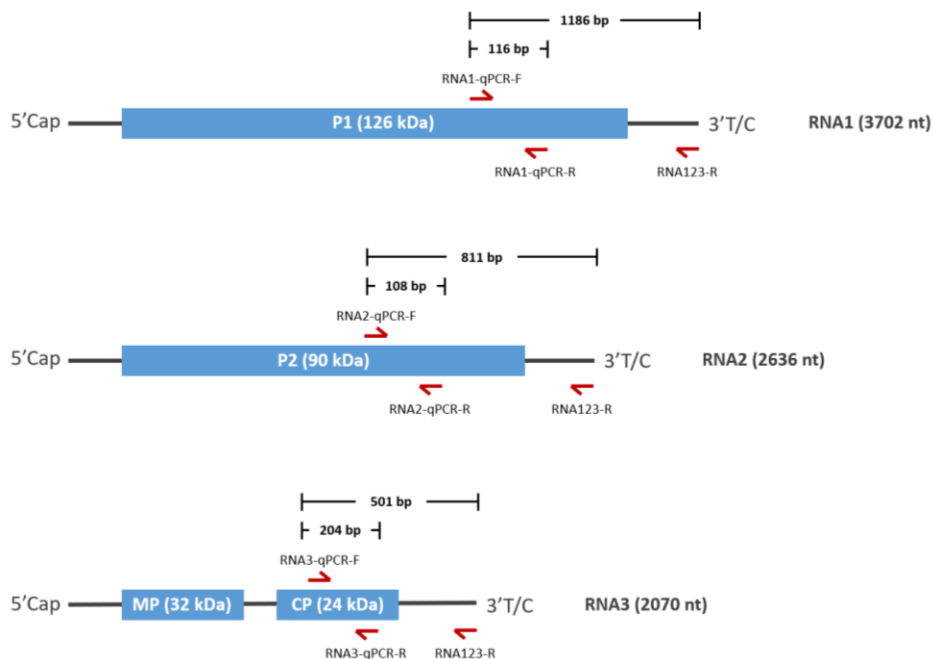 1186 bp
116 bp
RNA1-qPCR-F
5'Cap P1 (126 kDa) 3'T/C RNA1 (3702 nt)
RNA1-qPCR-R RNA123-R
811 bp
108 bp
RNA2-qPCR-F
5'Cap P2 (90 kDa) 3'T/C RNA2 (2636 nt)
RNA2-qPCR-R RNA123-R
501 bp
204 bp
RNA3-qPCR-F
5'Cap MP (32 kDa) CP (24 kDa) 3'T/C RNA3 (2070 nt)
RNA3-qPCR-R RNA123-R